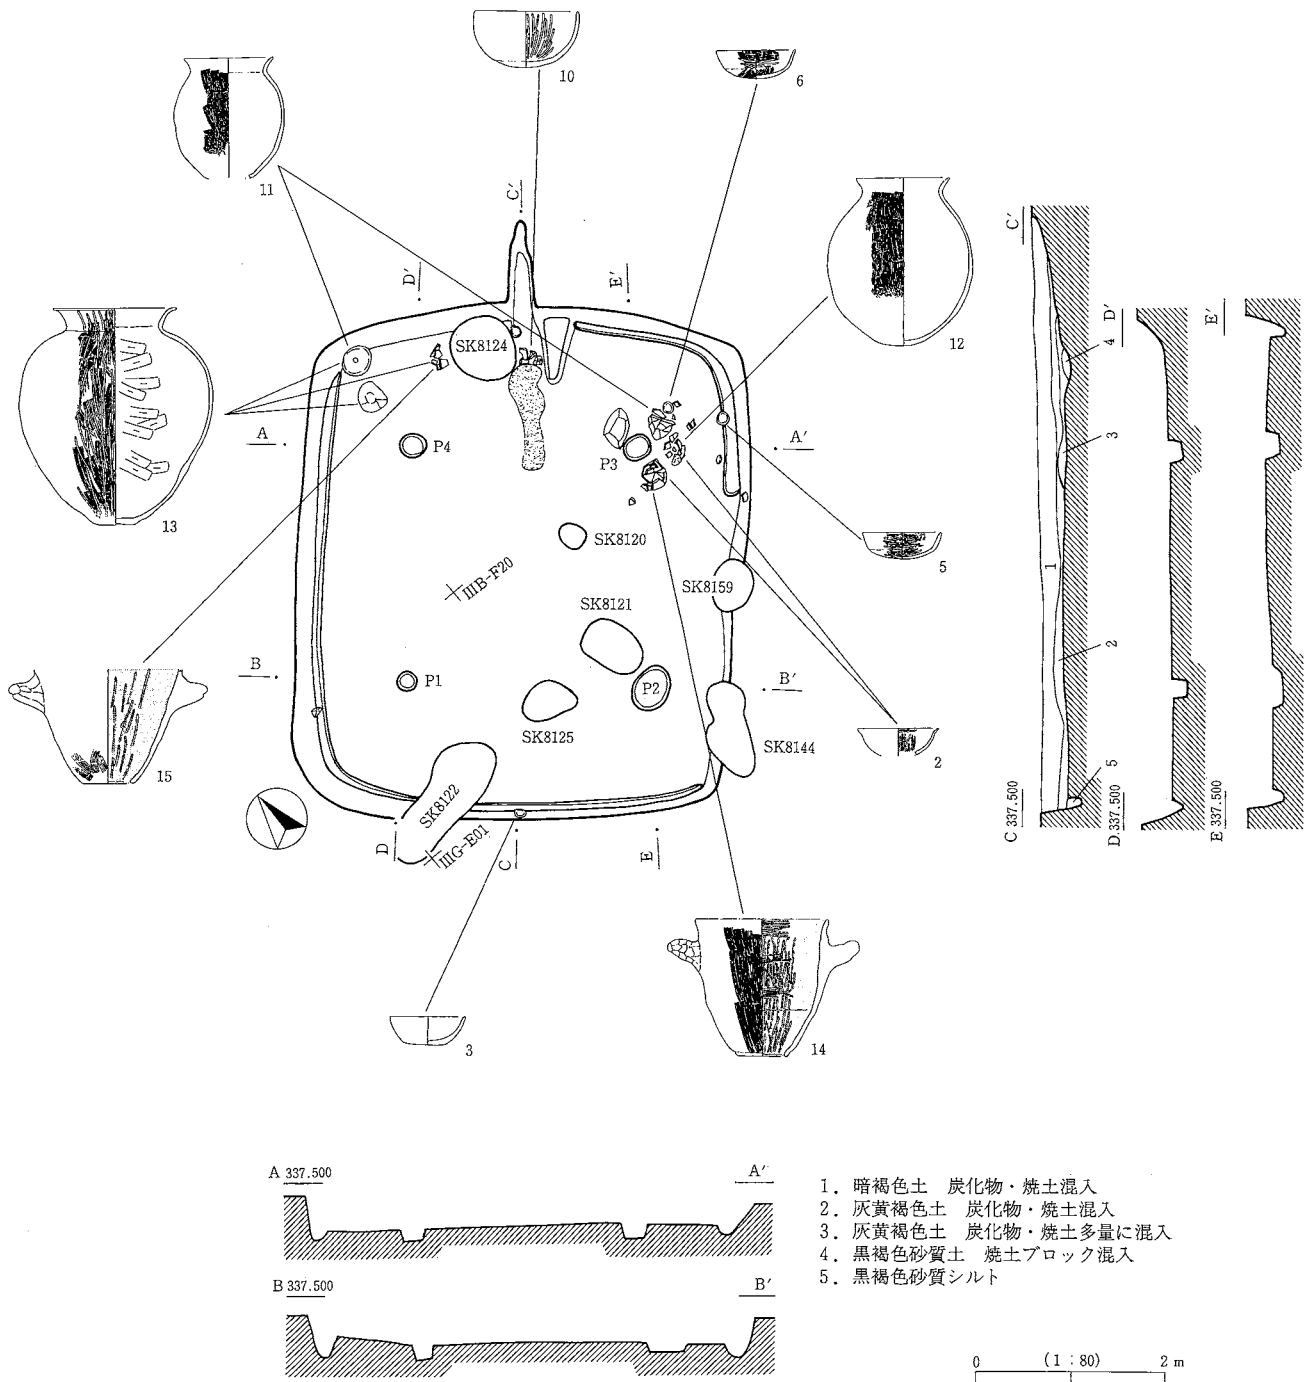 10
6
11
C′
12
D′
E′
C′
D′
E′
4
SK8124
13
A
P4
P3
A′
3
5
SK8120
IIIB-F20
SK8159
1
SK8121
2
B
P1
P2
B′
15
SK8125
SK8144
2
SK8122
5
IIIG-E01
D
C
E
C 337.500
D 337.500
E 337.500
3
14
A 337.500
A′
B 337.500
B′
1. 暗褐色土 炭化物・焼土混入
2. 灰黄褐色土 炭化物・焼土混入
3. 灰黄褐色土 炭化物・焼土多量に混入
4. 黒褐色砂質土 焼土ブロック混入
5. 黒褐色砂質シルト
0 (1:80) 2 m